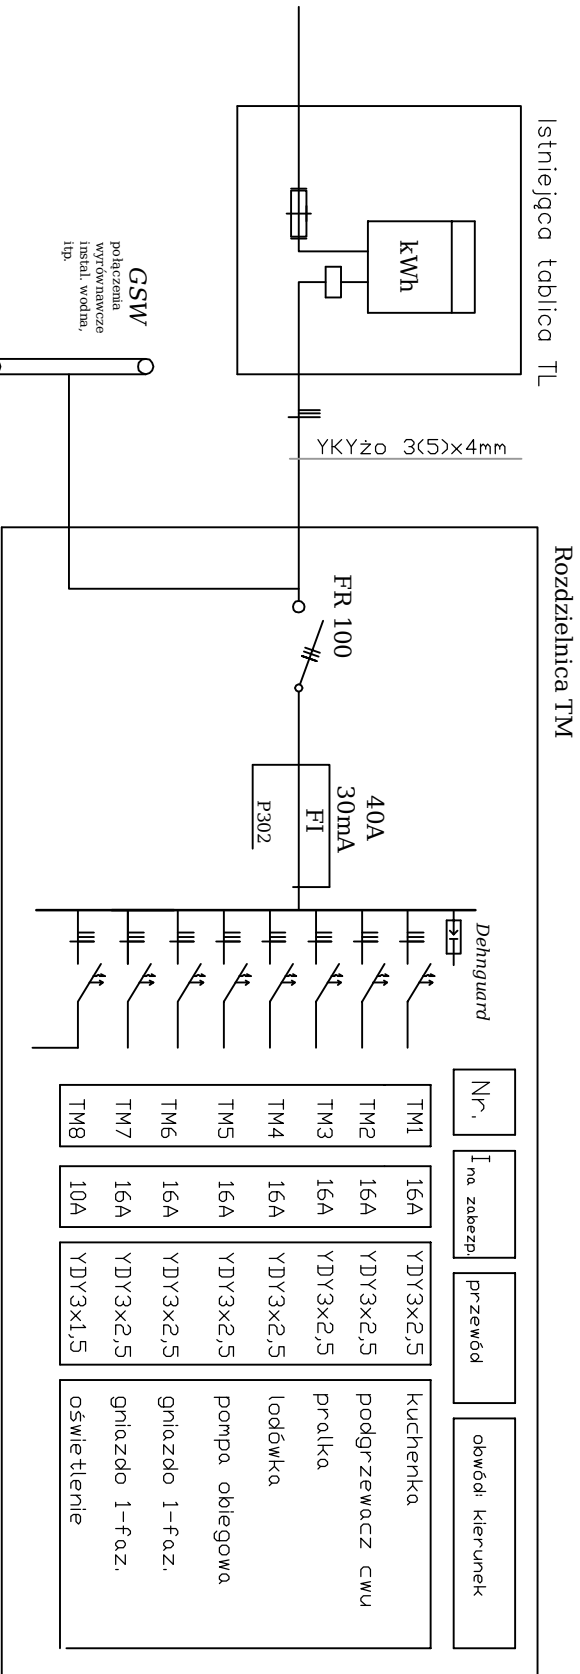 Istniejąca tablica TL
kWh
GSW
połączenia
wyrównawcze
instal. wodna,
itp.
YKYżo 3(5)x4mm
Rozdzielnica TM
FR 100
40A
30mA
FI
P302
Dehnguard
Nr. I na zabezp. przewód obwód: kierunek
TM1 16A YDY3x2,5 kuchenka
TM2 16A YDY3x2,5 podgrzewacz cwu
TM3 16A YDY3x2,5 pralka
TM4 16A YDY3x2,5 lodówka
TM5 16A YDY3x2,5 pompa obiegowa
TM6 16A YDY3x2,5 gniazdo 1-faz.
TM7 16A YDY3x2,5 gniazdo 1-faz.
TM8 10A YDY3x1,5 oświetlenie